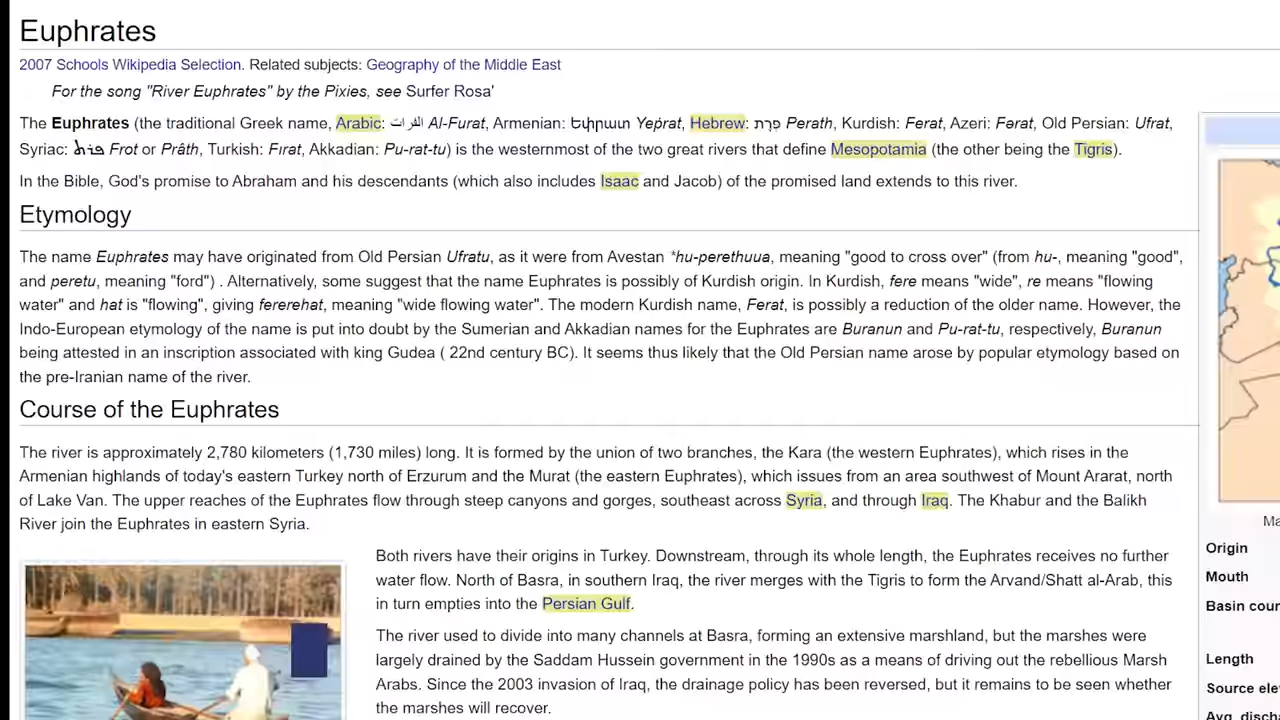 Euphrates
2007 Schools Wikipedia Selection. Related subjects: Geography of the Middle East
For the song "River Euphrates" by the Pixies, see Surfer Rosa'
The Euphrates (the traditional Greek name, Arabic: الفرات Al-Furat, Armenian: Եփրատ Yeṗrat, Hebrew: פְּרָת Perath, Kurdish: Ferat, Azeri: Fərat, Old Persian: Ufrat,
Syriac: ܦܪܬ Frot or Prâth, Turkish: Fırat, Akkadian: Pu-rat-tu) is the westernmost of the two great rivers that define Mesopotamia (the other being the Tigris).
In the Bible, God's promise to Abraham and his descendants (which also includes Isaac and Jacob) of the promised land extends to this river.
Etymology
The name Euphrates may have originated from Old Persian Ufratu, as it were from Avestan *hu-perethuua, meaning "good to cross over" (from hu-, meaning "good",
and peretu, meaning "ford") . Alternatively, some suggest that the name Euphrates is possibly of Kurdish origin. In Kurdish, fere means "wide", re means "flowing
water" and hat is "flowing", giving fererehat, meaning "wide flowing water". The modern Kurdish name, Ferat, is possibly a reduction of the older name. However, the
Indo-European etymology of the name is put into doubt by the Sumerian and Akkadian names for the Euphrates are Buranun and Pu-rat-tu, respectively, Buranun
being attested in an inscription associated with king Gudea ( 22nd century BC). It seems thus likely that the Old Persian name arose by popular etymology based on
the pre-Iranian name of the river.
Course of the Euphrates
The river is approximately 2,780 kilometers (1,730 miles) long. It is formed by the union of two branches, the Kara (the western Euphrates), which rises in the
Armenian highlands of today's eastern Turkey north of Erzurum and the Murat (the eastern Euphrates), which issues from an area southwest of Mount Ararat, north
of Lake Van. The upper reaches of the Euphrates flow through steep canyons and gorges, southeast across Syria, and through Iraq. The Khabur and the Balikh
River join the Euphrates in eastern Syria.
Both rivers have their origins in Turkey. Downstream, through its whole length, the Euphrates receives no further
water flow. North of Basra, in southern Iraq, the river merges with the Tigris to form the Arvand/Shatt al-Arab, this
in turn empties into the Persian Gulf.
The river used to divide into many channels at Basra, forming an extensive marshland, but the marshes were
largely drained by the Saddam Hussein government in the 1990s as a means of driving out the rebellious Marsh
Arabs. Since the 2003 invasion of Iraq, the drainage policy has been reversed, but it remains to be seen whether
the marshes will recover.
Ma
Origin
Mouth
Basin coun
Length
Source elev
Avg. disch